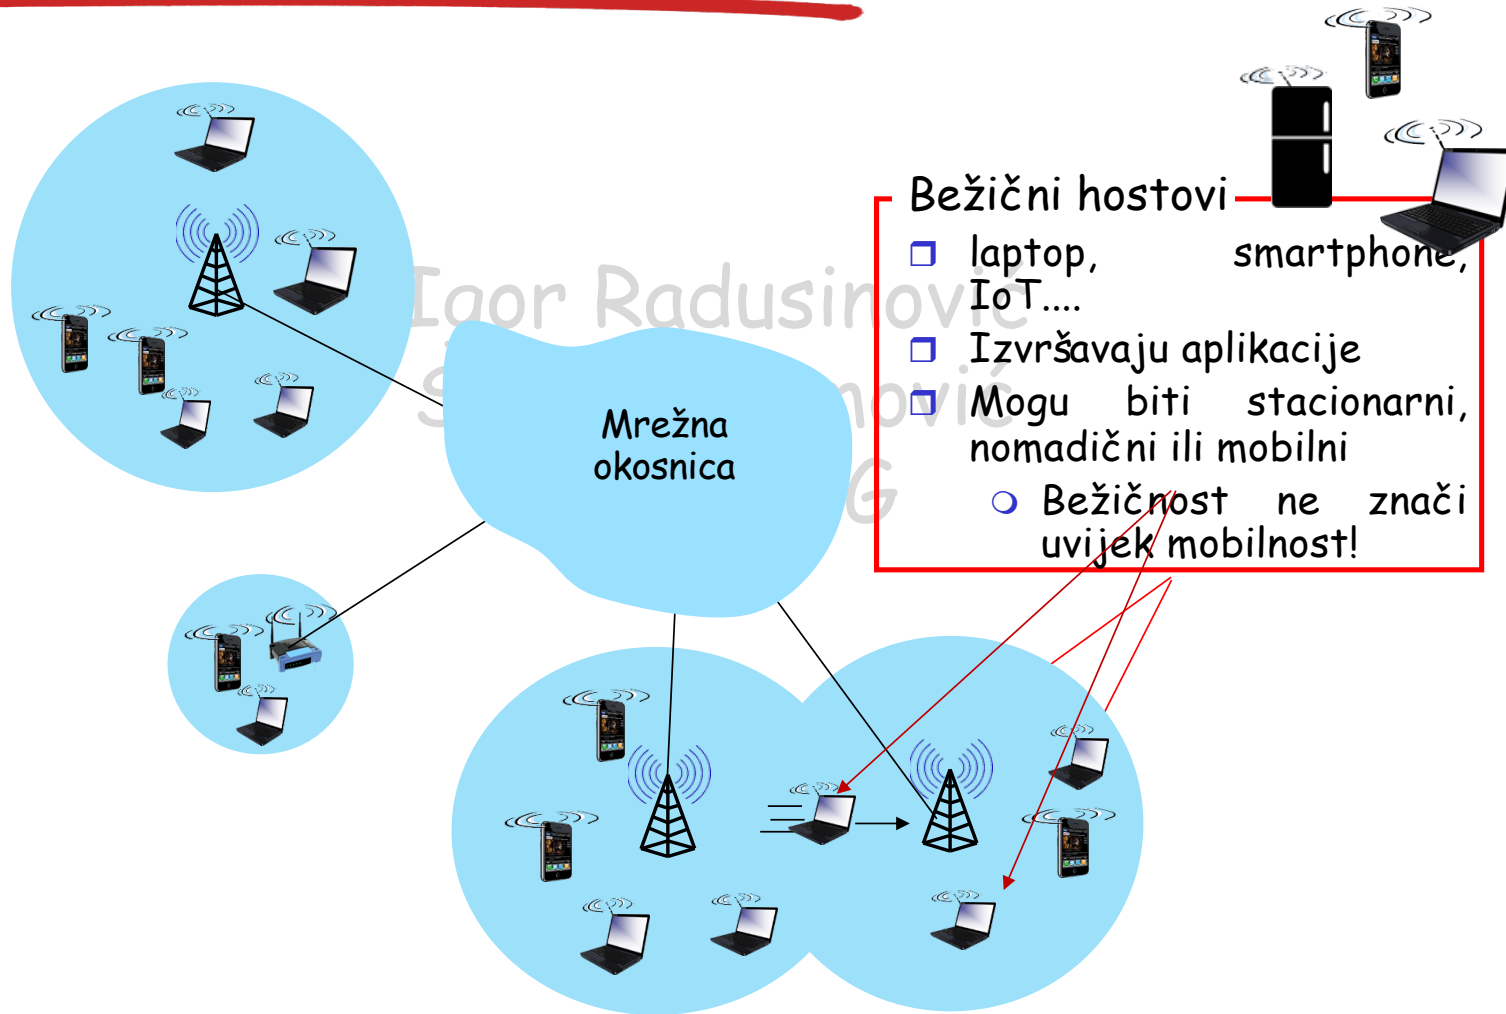 Bežični hostovi
laptop, smartphone,
IoT....
Izvršavaju aplikacije
Mogu biti stacionarni,
nomadični ili mobilni
Bežičnost ne znači
uvijek mobilnost!
Igor Radusinović
Mrežna
okosnica